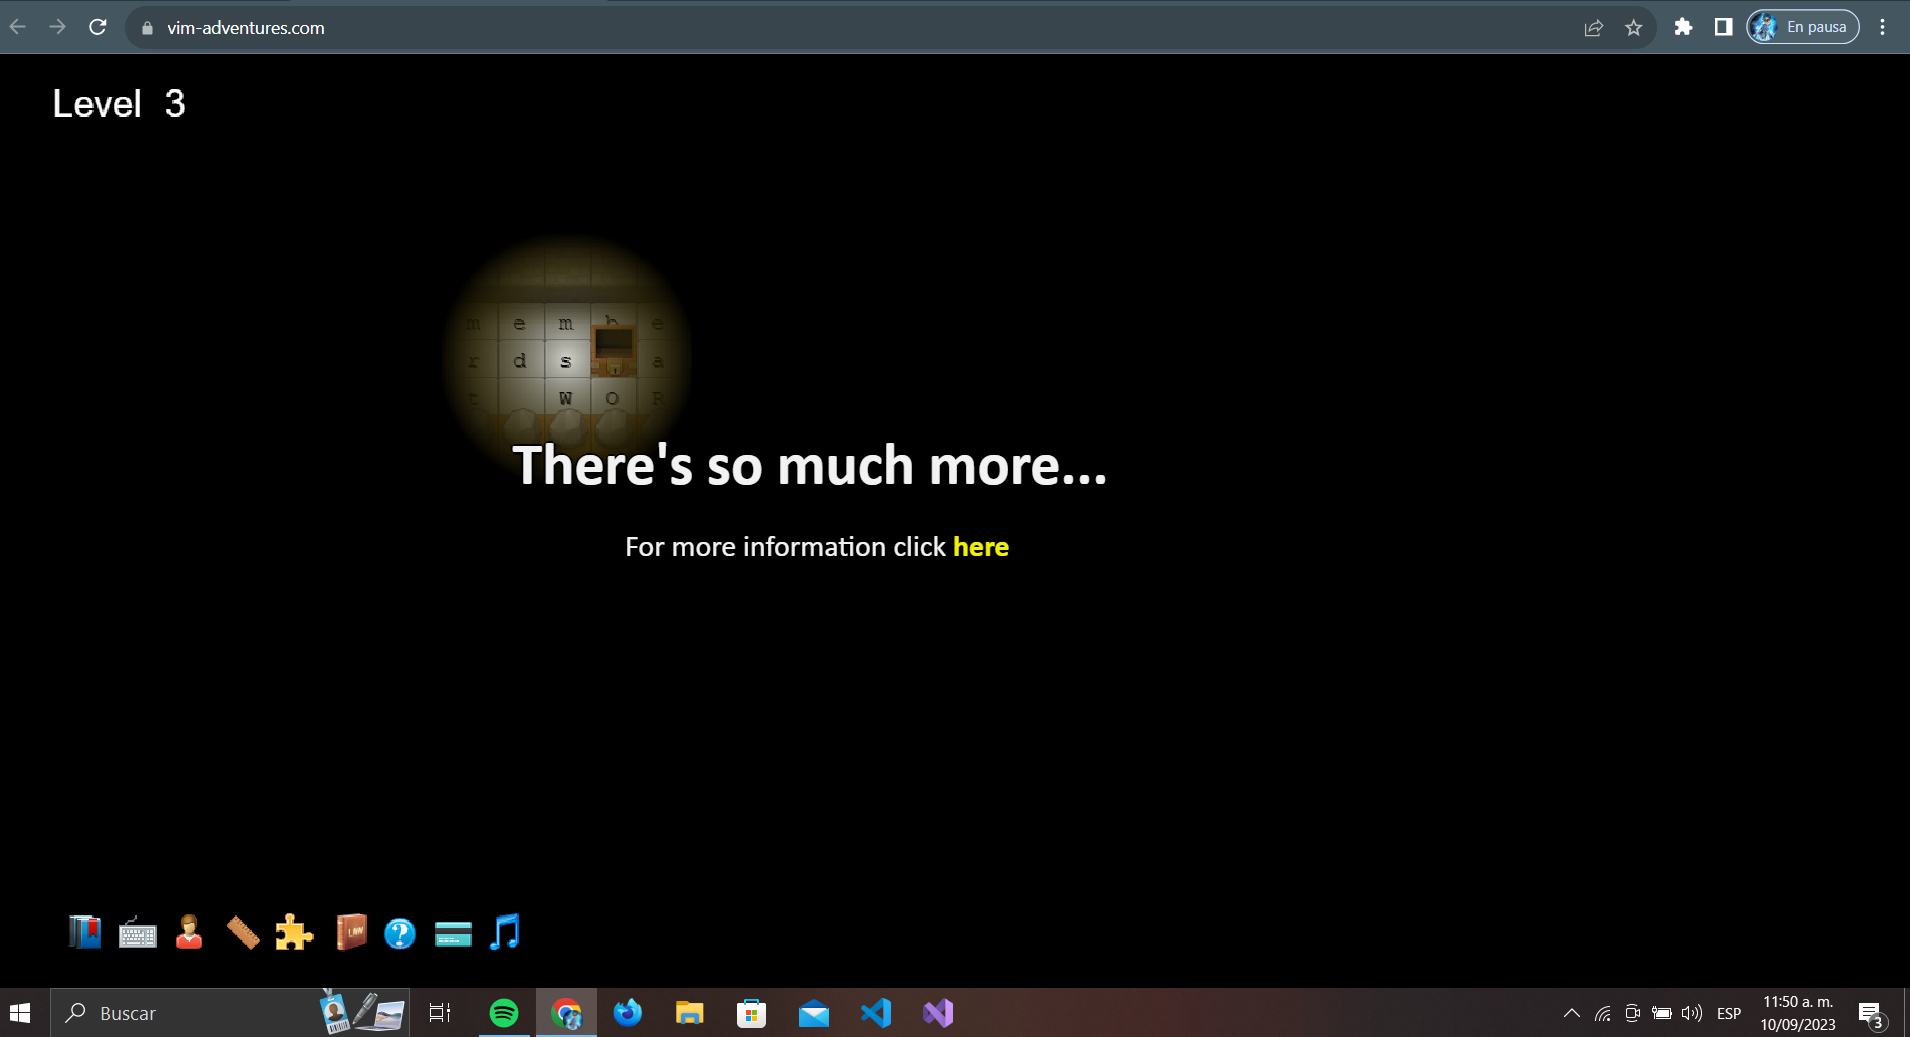 vim-adventures.com
En pausa
Level 3
m e m b e
r d s a
t W O R
There's so much more...
For more information click here
LAW
Buscar
ESP
11:50 a. m.
10/09/2023
3